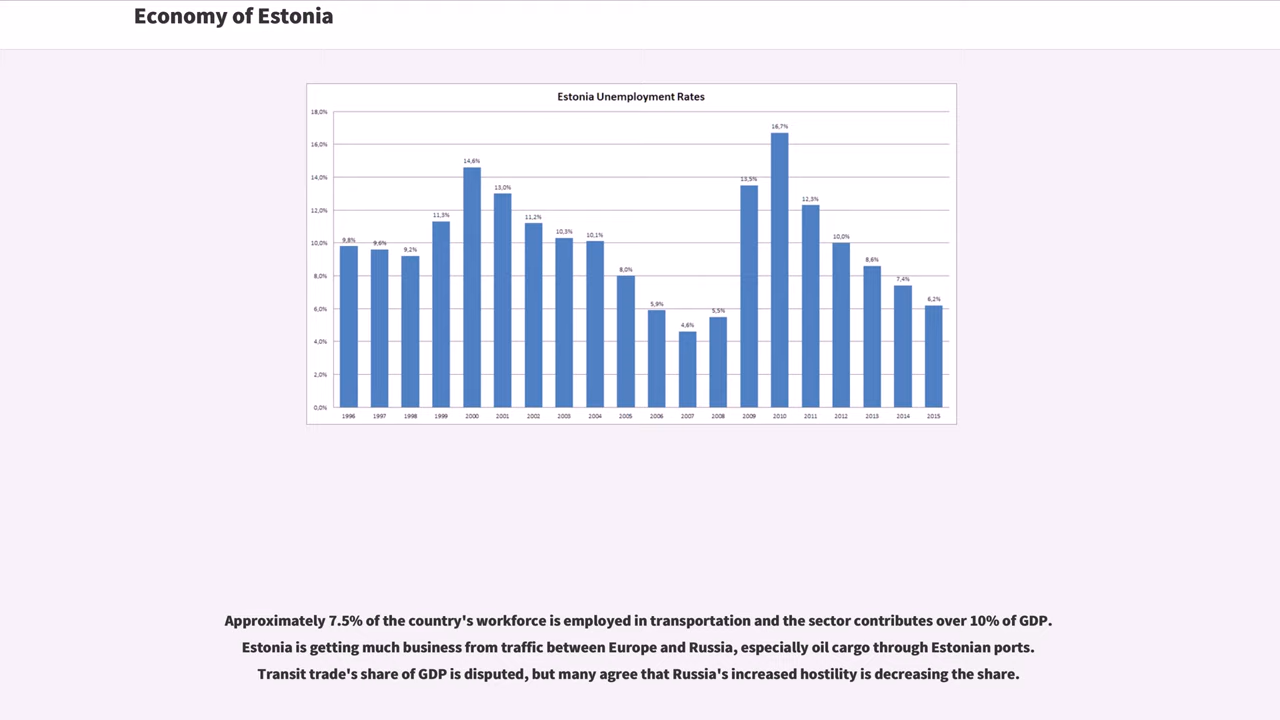 Economy of Estonia
Estonia Unemployment Rates
18,0%
16,0%
14,0%
12,0%
10,0%
8,0%
6,0%
4,0%
2,0%
0,0%
9,8% 9,6% 9,2% 11,3% 14,6% 13,0% 11,2% 10,3% 10,1% 8,0% 5,9% 4,6% 5,5% 13,5% 16,7% 12,3% 10,0% 8,6% 7,4% 6,2%
1996 1997 1998 1999 2000 2001 2002 2003 2004 2005 2006 2007 2008 2009 2010 2011 2012 2013 2014 2015
Approximately 7.5% of the country's workforce is employed in transportation and the sector contributes over 10% of GDP.
Estonia is getting much business from traffic between Europe and Russia, especially oil cargo through Estonian ports.
Transit trade's share of GDP is disputed, but many agree that Russia's increased hostility is decreasing the share.